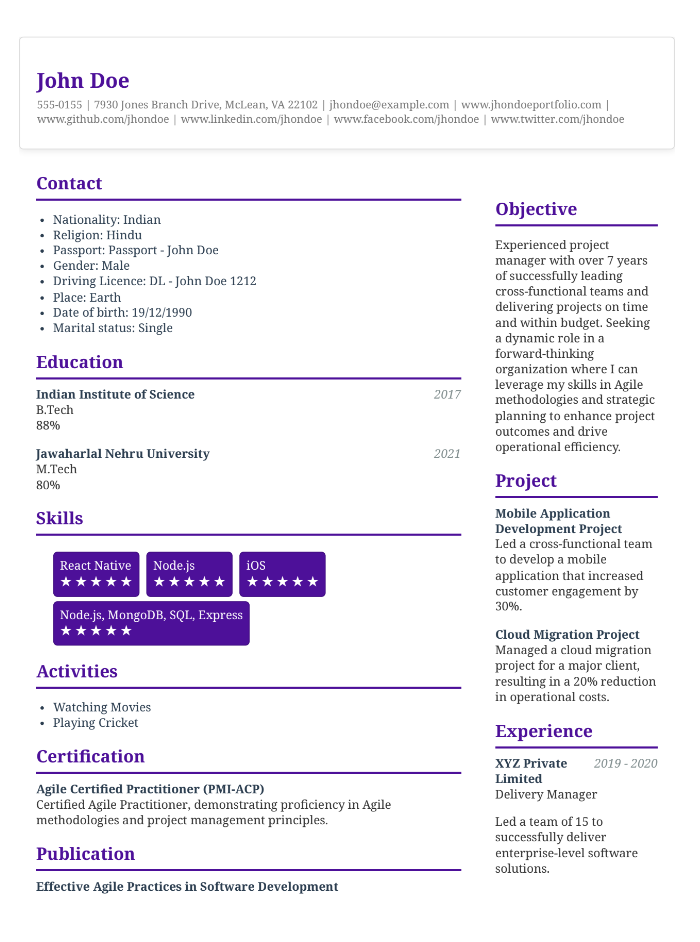 John Doe
555-0155 | 7930 Jones Branch Drive, McLean, VA 22102 | jhondoe@example.com | www.jhondoeportfolio.com |
www.github.com/jhondoe | www.linkedin.com/jhondoe | www.facebook.com/jhondoe | www.twitter.com/jhondoe
Contact
• Nationality: Indian
• Religion: Hindu
• Passport: Passport - John Doe
• Gender: Male
• Driving Licence: DL - John Doe 1212
• Place: Earth
• Date of birth: 19/12/1990
• Marital status: Single
Education
Indian Institute of Science 2017
B.Tech
88%
Jawaharlal Nehru University 2021
M.Tech
80%
Skills
React Native
★★★★★
Node.js
★★★★★
iOS
★★★★★
Node.js, MongoDB, SQL, Express
★★★★★
Activities
• Watching Movies
• Playing Cricket
Certification
Agile Certified Practitioner (PMI-ACP)
Certified Agile Practitioner, demonstrating proficiency in Agile
methodologies and project management principles.
Publication
Effective Agile Practices in Software Development
Objective
Experienced project
manager with over 7 years
of successfully leading
cross-functional teams and
delivering projects on time
and within budget. Seeking
a dynamic role in a
forward-thinking
organization where I can
leverage my skills in Agile
methodologies and strategic
planning to enhance project
outcomes and drive
operational efficiency.
Project
Mobile Application
Development Project
Led a cross-functional team
to develop a mobile
application that increased
customer engagement by
30%.
Cloud Migration Project
Managed a cloud migration
project for a major client,
resulting in a 20% reduction
in operational costs.
Experience
XYZ Private 2019 - 2020
Limited
Delivery Manager
Led a team of 15 to
successfully deliver
enterprise-level software
solutions.